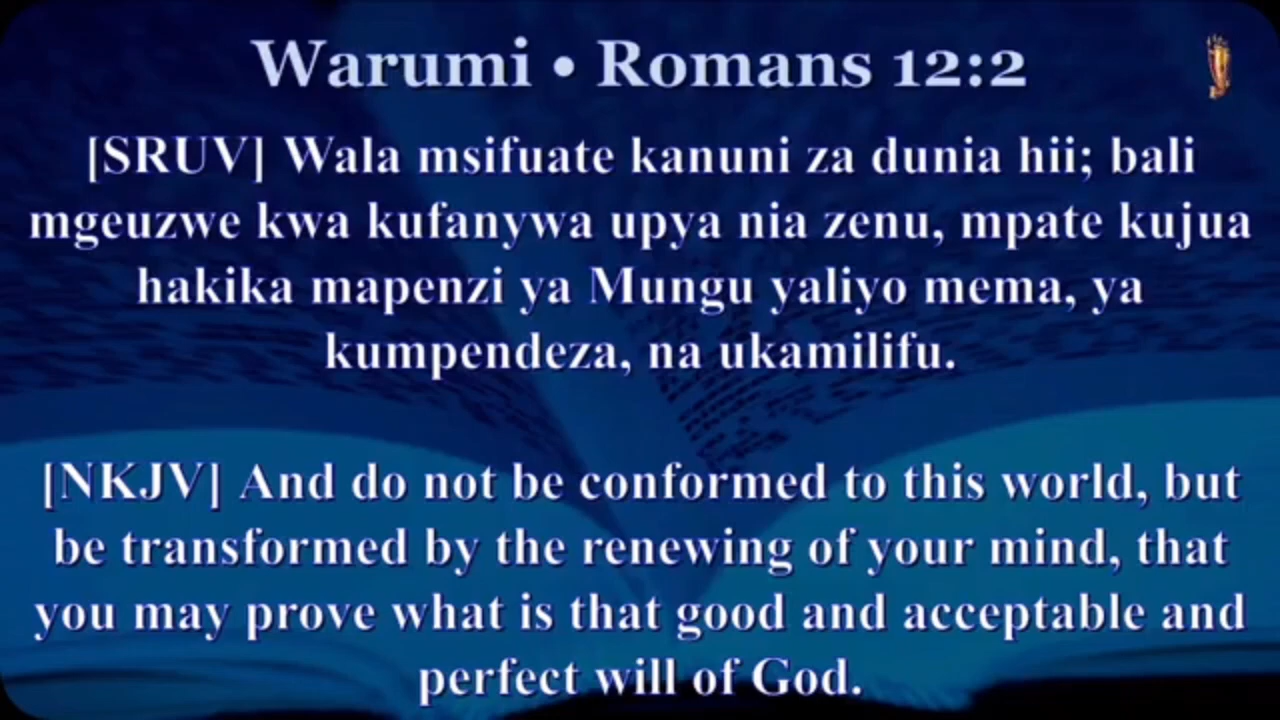 Warumi • Romans 12:2
[SRUV] Wala msifuate kanuni za dunia hii; bali
mgeuzwe kwa kufanywa upya nia zenu, mpate kujua
hakika mapenzi ya Mungu yaliyo mema, ya
kumpendeza, na ukamilifu.
[NKJV] And do not be conformed to this world, but
be transformed by the renewing of your mind, that
you may prove what is that good and acceptable and
perfect will of God.